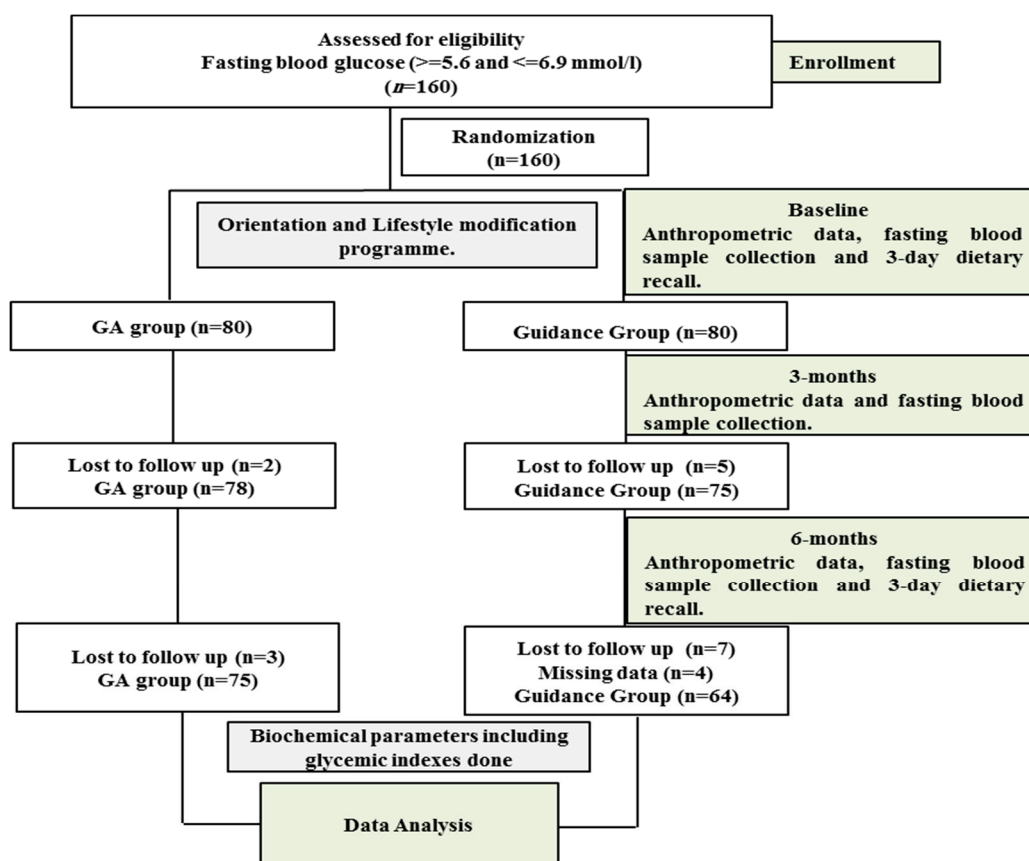 Assessed for eligibility
Fasting blood glucose (>=5.6 and <=6.9 mmol/l)
(n=160)
Enrollment
Randomization
(n=160)
Orientation and Lifestyle modification
programme.
Baseline
Anthropometric data, fasting blood
sample collection and 3-day dietary
recall.
GA group (n=80)
Guidance Group (n=80)
3-months
Anthropometric data and fasting blood
sample collection.
Lost to follow up (n=2)
GA group (n=78)
Lost to follow up (n=5)
Guidance Group (n=75)
6-months
Anthropometric data, fasting blood
sample collection and 3-day dietary
recall.
Lost to follow up (n=3)
GA group (n=75)
Lost to follow up (n=7)
Missing data (n=4)
Guidance Group (n=64)
Biochemical parameters including
glycemic indexes done
Data Analysis